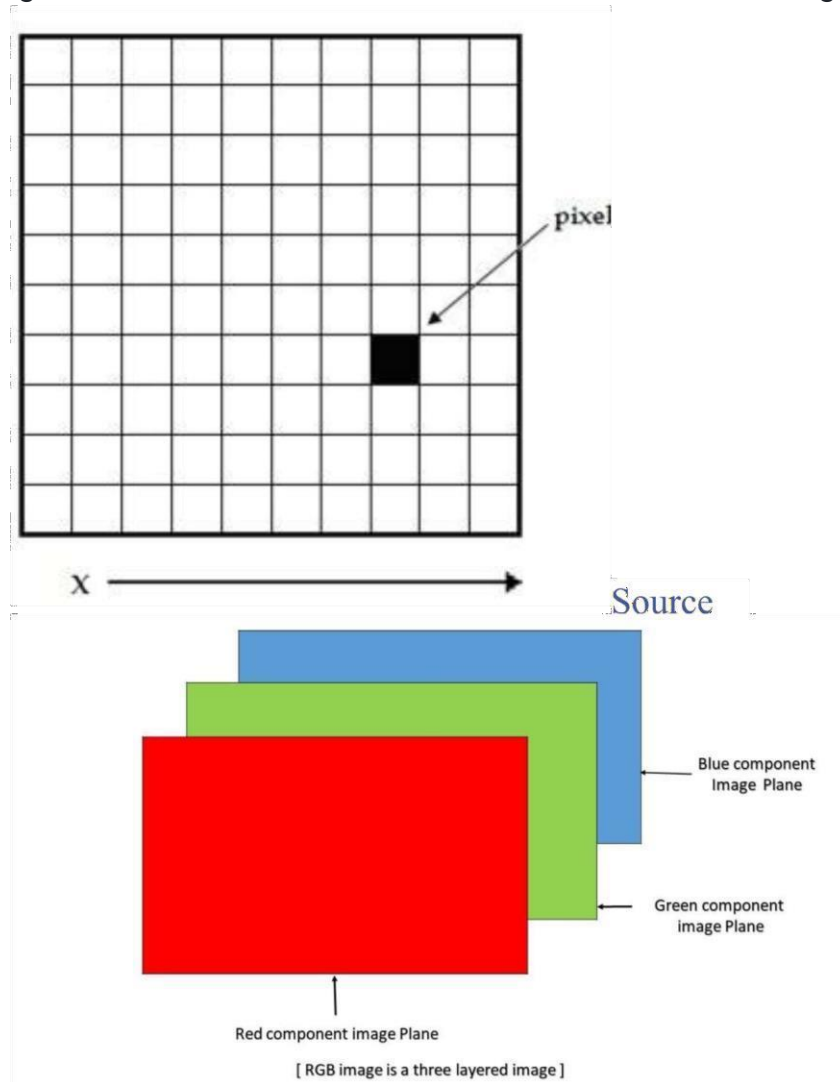 pixel
X
Source
Blue component
Image Plane
Green component
image Plane
Red component image Plane
[ RGB image is a three layered image ]